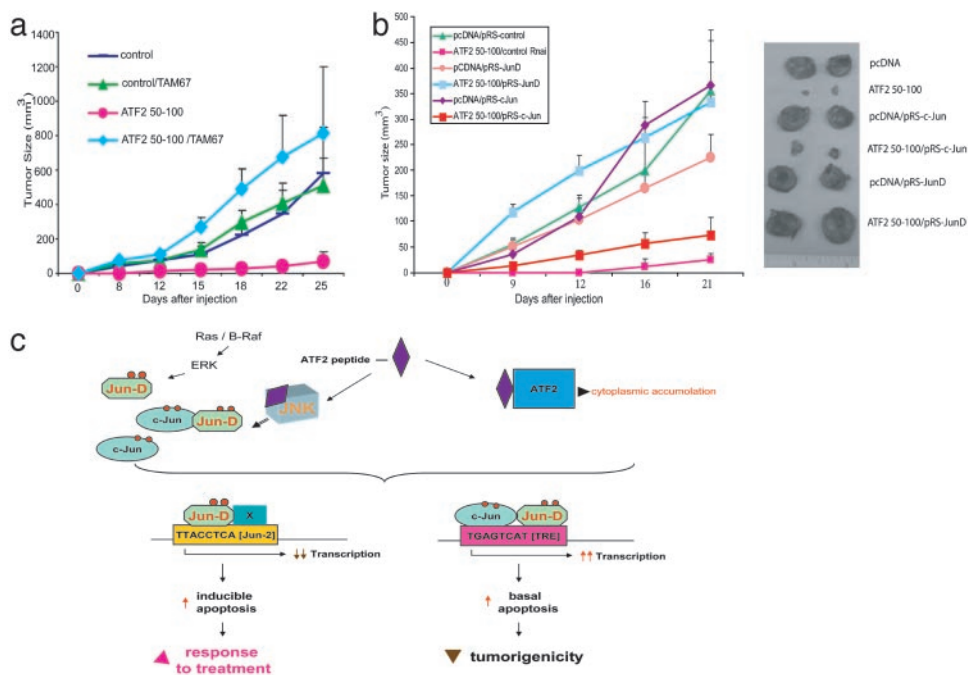 a
Tumor Size (mm3)
1400
1200
1000
800
600
400
200
0
control
control/TAM67
ATF2 50-100
ATF2 50-100 /TAM67
0 8 12 15 18 22 25
Days after injection
b
Tumor size (mm3)
500
450
400
350
300
250
200
150
100
50
0
pcDNA/pRS-control
ATF2 50-100/control Rnai
pCDNA/pRS-JunD
ATF2 50-100/pRS-JunD
pcDNA/pRS-cJun
ATF2 50-100/pRS-c-Jun
0 9 12 16 21
Days after injection
pcDNA
ATF2 50-100
pcDNA/pRS-c-Jun
ATF2 50-100/pRS-c-Jun
pcDNA/pRS-JunD
ATF2 50-100/pRS-JunD
c
Ras / B-Raf
ERK
Jun-D
ATF2 peptide
JNK
c-Jun
Jun-D
c-Jun
ATF2
cytoplasmic accumolation
Jun-D X
TTACCTCA [Jun-2]
↓↓ Transcription
↑ inducible
apoptosis
response
to treatment
c-Jun Jun-D
TGAGTCAT [TRE]
↑↑ Transcription
↑ basal
apoptosis
tumorigenicity